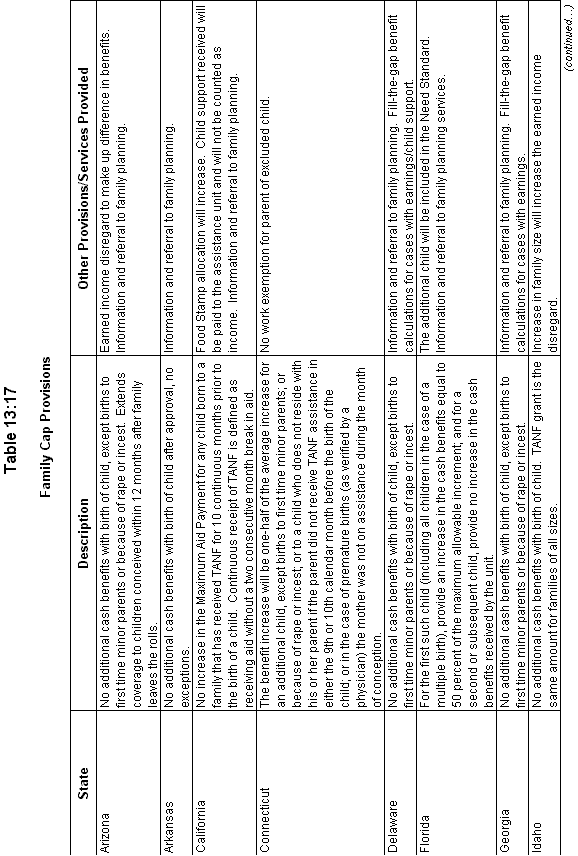 Table 13:17
Family Cap Provisions
State
Description
Other Provisions/Services Provided
Arizona
No additional cash benefits with birth of child, except births to
first time minor parents or because of rape or incest. Extends
coverage to children conceived within 12 months after family
leaves the rolls.
Earned income disregard to make up difference in benefits.
Information and referral to family planning.
Arkansas
No additional cash benefits with birth of child after approval, no
exceptions.
Information and referral to family planning.
California
No increase in the Maximum Aid Payment for any child born to a
family that has received TANF for 10 continuous months prior to
the birth of a child. Continuous receipt of TANF is defined as
receiving aid without a two consecutive month break in aid.
Food Stamp allocation will increase. Child support received will
be paid to the assistance unit and will not be counted as
income. Information and referral to family planning.
Connecticut
The benefit increase will be one-half of the average increase for
an additional child, except births to first time minor parents; or
because of rape or incest; or to a child who does not reside with
his or her parent if the parent did not receive TANF assistance in
either the 9th or 10th calendar month before the birth of the
child; or in the case of premature births (as verified by a
physician) the mother was not on assistance during the month
of conception.
No work exemption for parent of excluded child.
Delaware
No additional cash benefits with birth of child, except births to
first time minor parents or because of rape or incest.
Information and referral to family planning. Fill-the-gap benefit
calculations for cases with earnings/child support.
Florida
For the first such child (including all children in the case of a
multiple birth), provide an increase in the cash benefits equal to
50 percent of the maximum allowable increment; and for a
second or subsequent child, provide no increase in the cash
benefits received by the unit.
The additional child will be included in the Need Standard.
Information and referral to family planning services.
Georgia
No additional cash benefits with birth of child, except births to
first time minor parents or because of rape or incest.
Information and referral to family planning. Fill-the-gap benefit
calculations for cases with earnings.
Idaho
No additional cash benefits with birth of child. TANF grant is the
same amount for families of all sizes.
Increase in family size will increase the earned income
disregard.
(continued...)